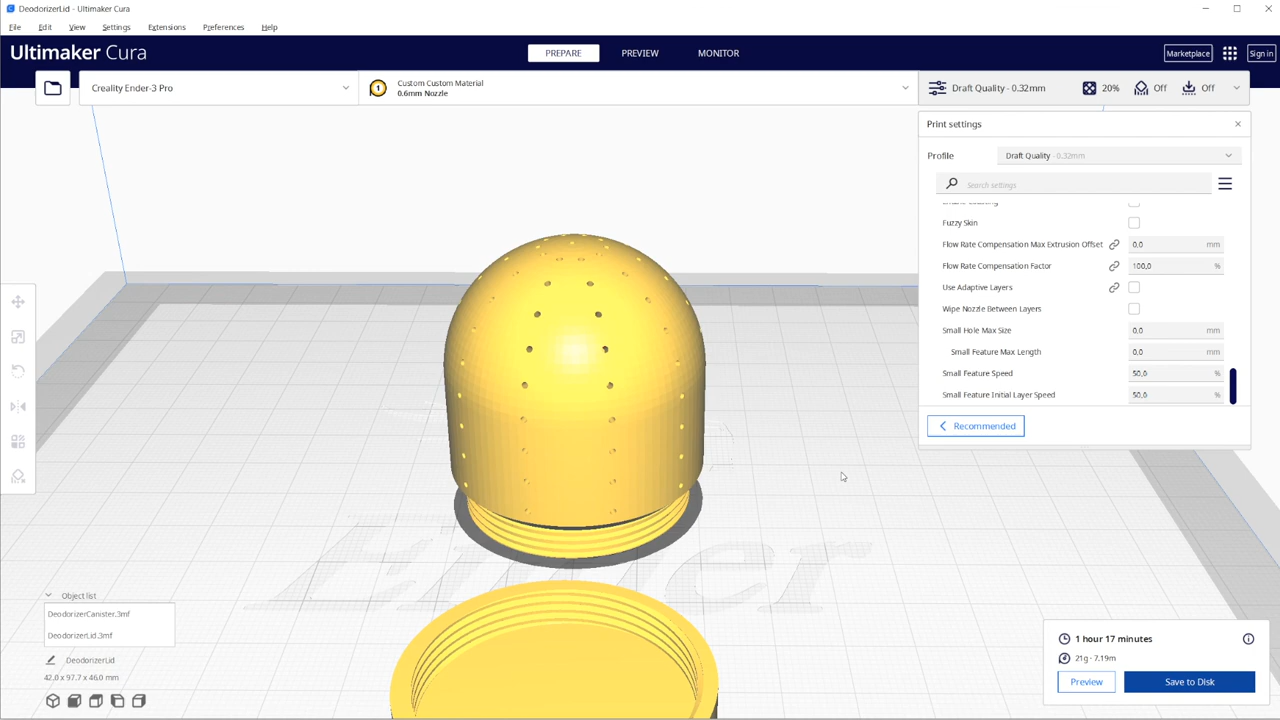 DeodorizerLid - Ultimaker Cura
File Edit View Settings Extensions Preferences Help
Ultimaker Cura
PREPARE PREVIEW MONITOR
Marketplace
Sign in
Creality Ender-3 Pro
1
Custom Custom Material
0.6mm Nozzle
Draft Quality - 0.32mm 20% Off Off
Print settings
Profile Draft Quality - 0.32mm
Search settings
Fuzzy Skin
Flow Rate Compensation Max Extrusion Offset 0,0 mm
Flow Rate Compensation Factor 100,0 %
Use Adaptive Layers
Wipe Nozzle Between Layers
Small Hole Max Size 0,0 mm
Small Feature Max Length 0,0 mm
Small Feature Speed 50,0 %
Small Feature Initial Layer Speed 50,0 %
Recommended
Ender
Object list
DeodorizerCanister.3mf
DeodorizerLid.3mf
DeodorizerLid
42.0 x 97.7 x 46.0 mm
1 hour 17 minutes
21g · 7.19m
Preview Save to Disk